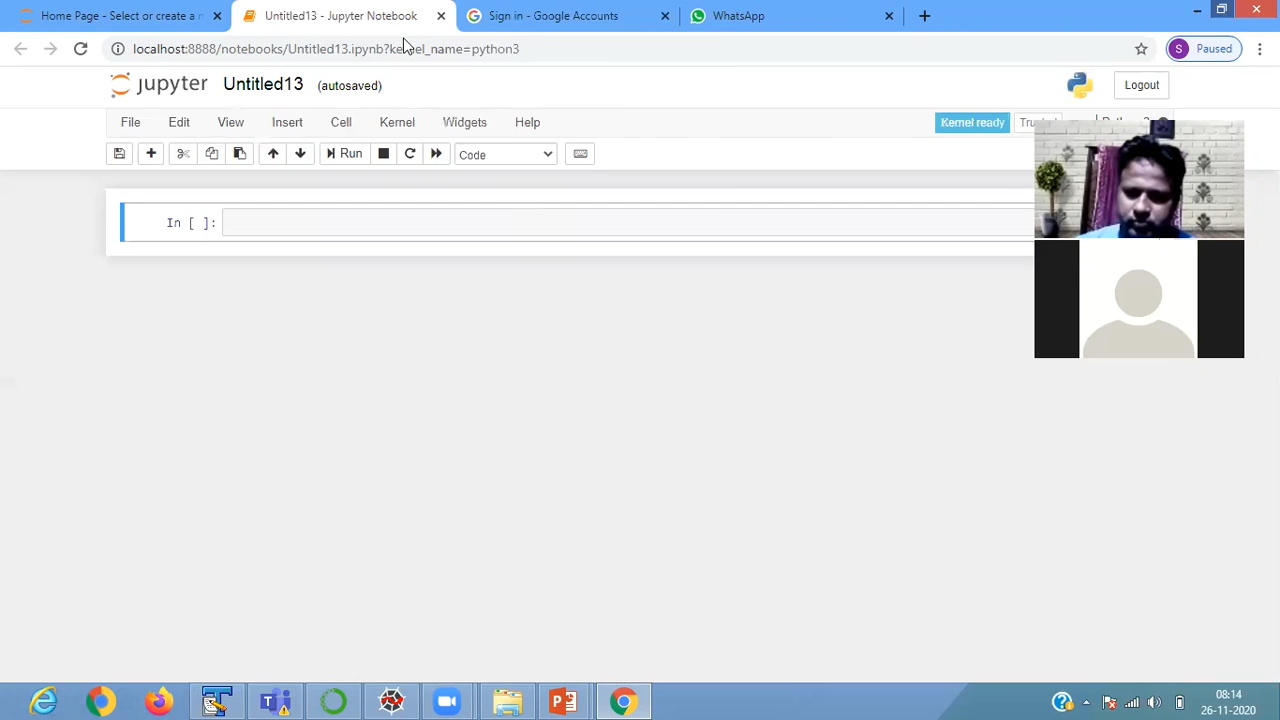 Home Page - Select or create a n
Untitled13 - Jupyter Notebook
Sign in - Google Accounts
WhatsApp
localhost:8888/notebooks/Untitled13.ipynb?kernel_name=python3
S Paused
jupyter Untitled13 (autosaved)
Logout
File Edit View Insert Cell Kernel Widgets Help
Kernel ready
Run
Code
In [ ]:
08:14
26-11-2020